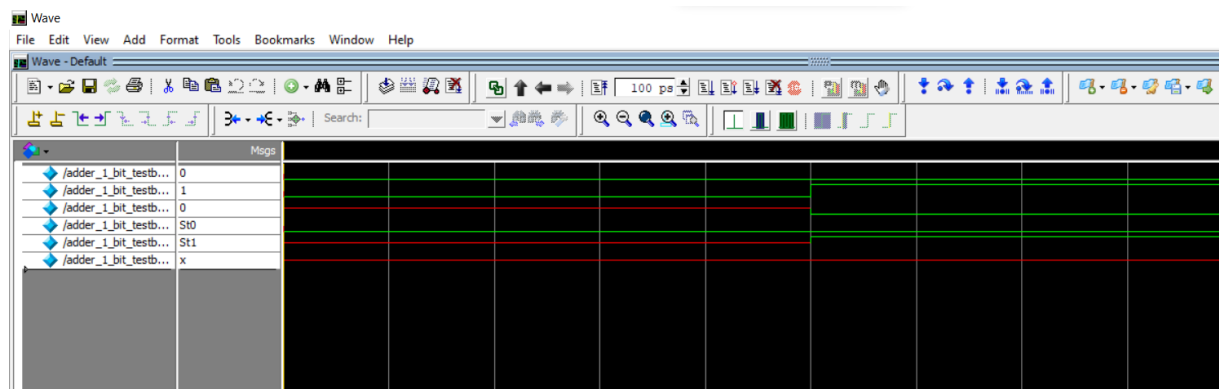 Wave
File Edit View Add Format Tools Bookmarks Window Help
Wave - Default
100 ps
Search:
Msgs
/adder_1_bit_testb... 0
/adder_1_bit_testb... 1
/adder_1_bit_testb... 0
/adder_1_bit_testb... St0
/adder_1_bit_testb... St1
/adder_1_bit_testb... x